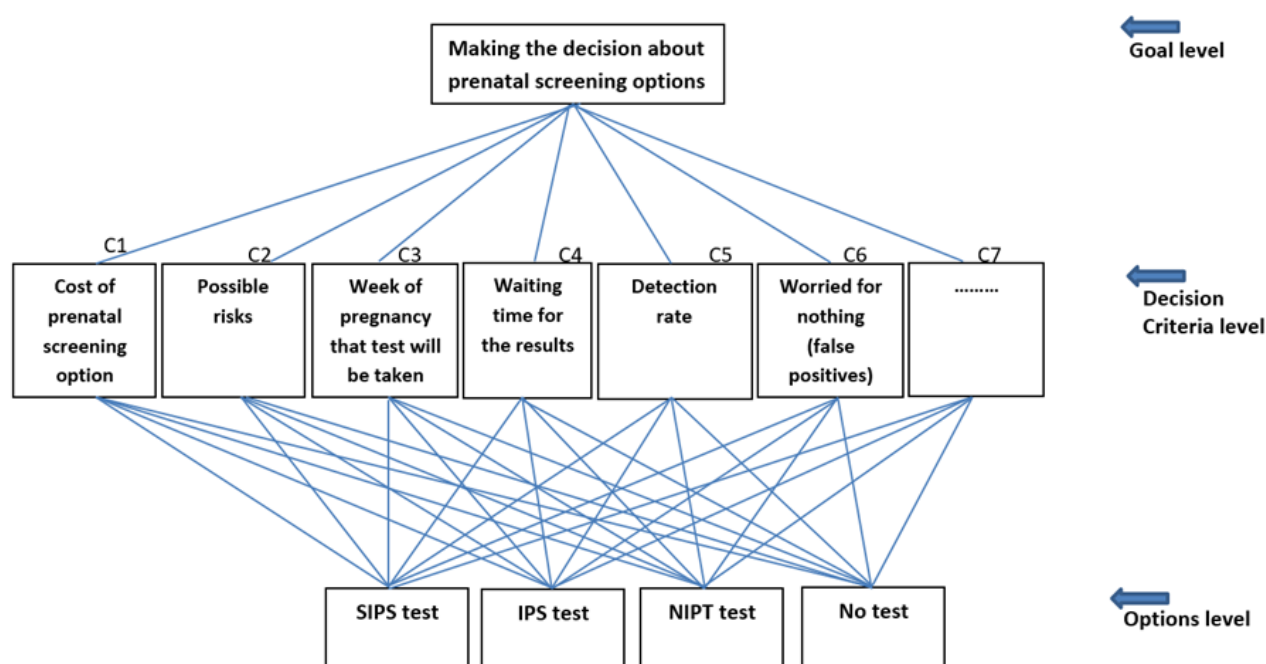 Making the decision about
prenatal screening options
Goal level
C1
C2
C3
C4
C5
C6
C7
Cost of
prenatal
screening
option
Possible
risks
Week of
pregnancy
that test will
be taken
Waiting
time for
the results
Detection
rate
Worried for
nothing
(false
positives)
.........
Decision
Criteria level
SIPS test
IPS test
NIPT test
No test
Options level